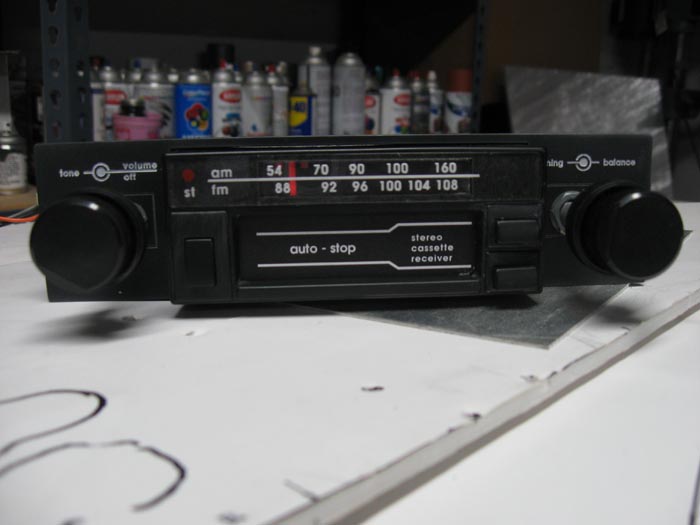 tone volume
off
am 54 70 90 100 160
st fm 88 92 96 100 104 108
ning balance
auto - stop
stereo
cassette
receiver